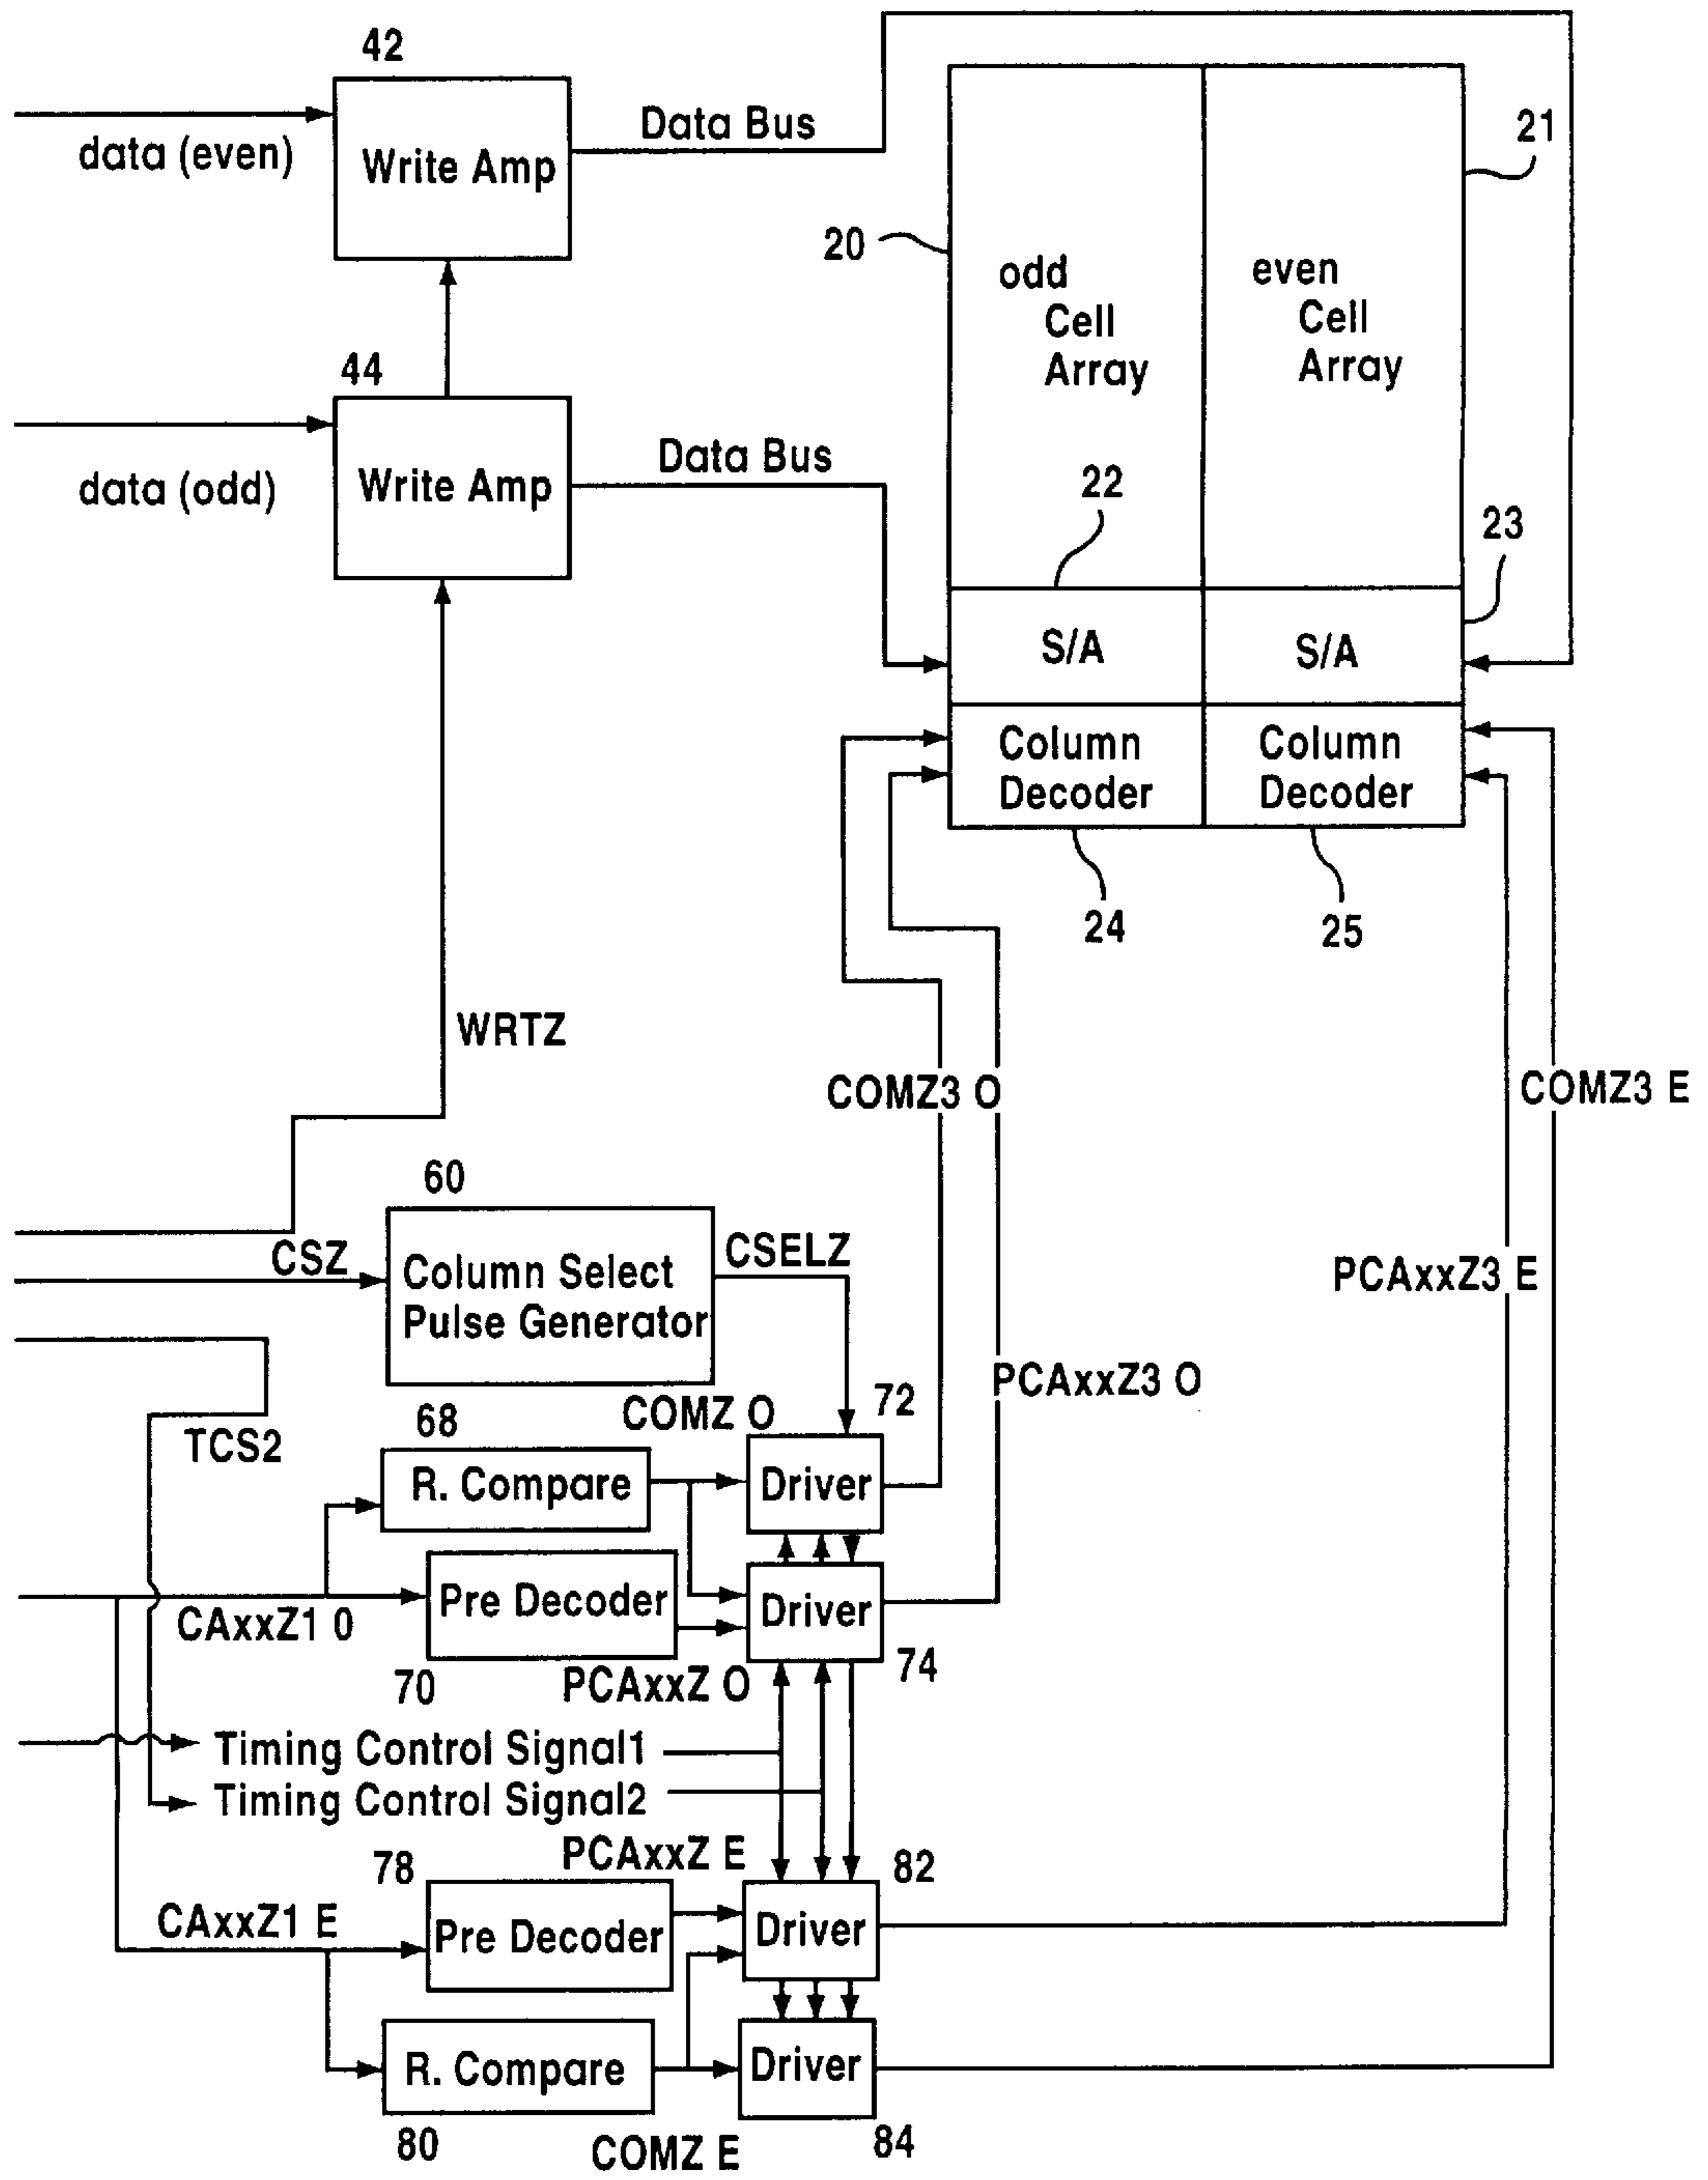 42
Data Bus
data (even)
Write Amp
21
20
odd
Cell
Array
even
Cell
Array
44
Data Bus
data (odd)
Write Amp
22
23
S/A
S/A
Column
Decoder
Column
Decoder
24
25
WRTZ
COMZ3 O
COMZ3 E
60
CSZ
Column Select
Pulse Generator
CSELZ
PCAxxZ3 E
PCAxxZ3 O
TCS2
68
COMZ O
72
R. Compare
Driver
Pre Decoder
Driver
CAxxZ1 0
70
PCAxxZ O
74
Timing Control Signal1
Timing Control Signal2
PCAxxZ E
78
82
CAxxZ1 E
Pre Decoder
Driver
R. Compare
Driver
80
COMZ E
84